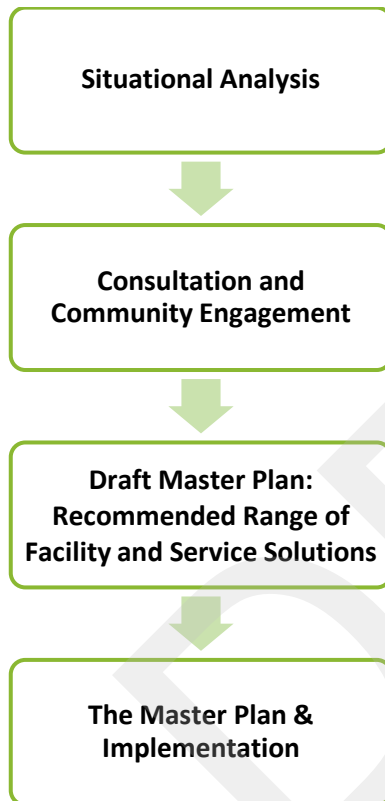 Situational Analysis
Consultation and
Community Engagement
Draft Master Plan:
Recommended Range of
Facility and Service Solutions
The Master Plan &
Implementation